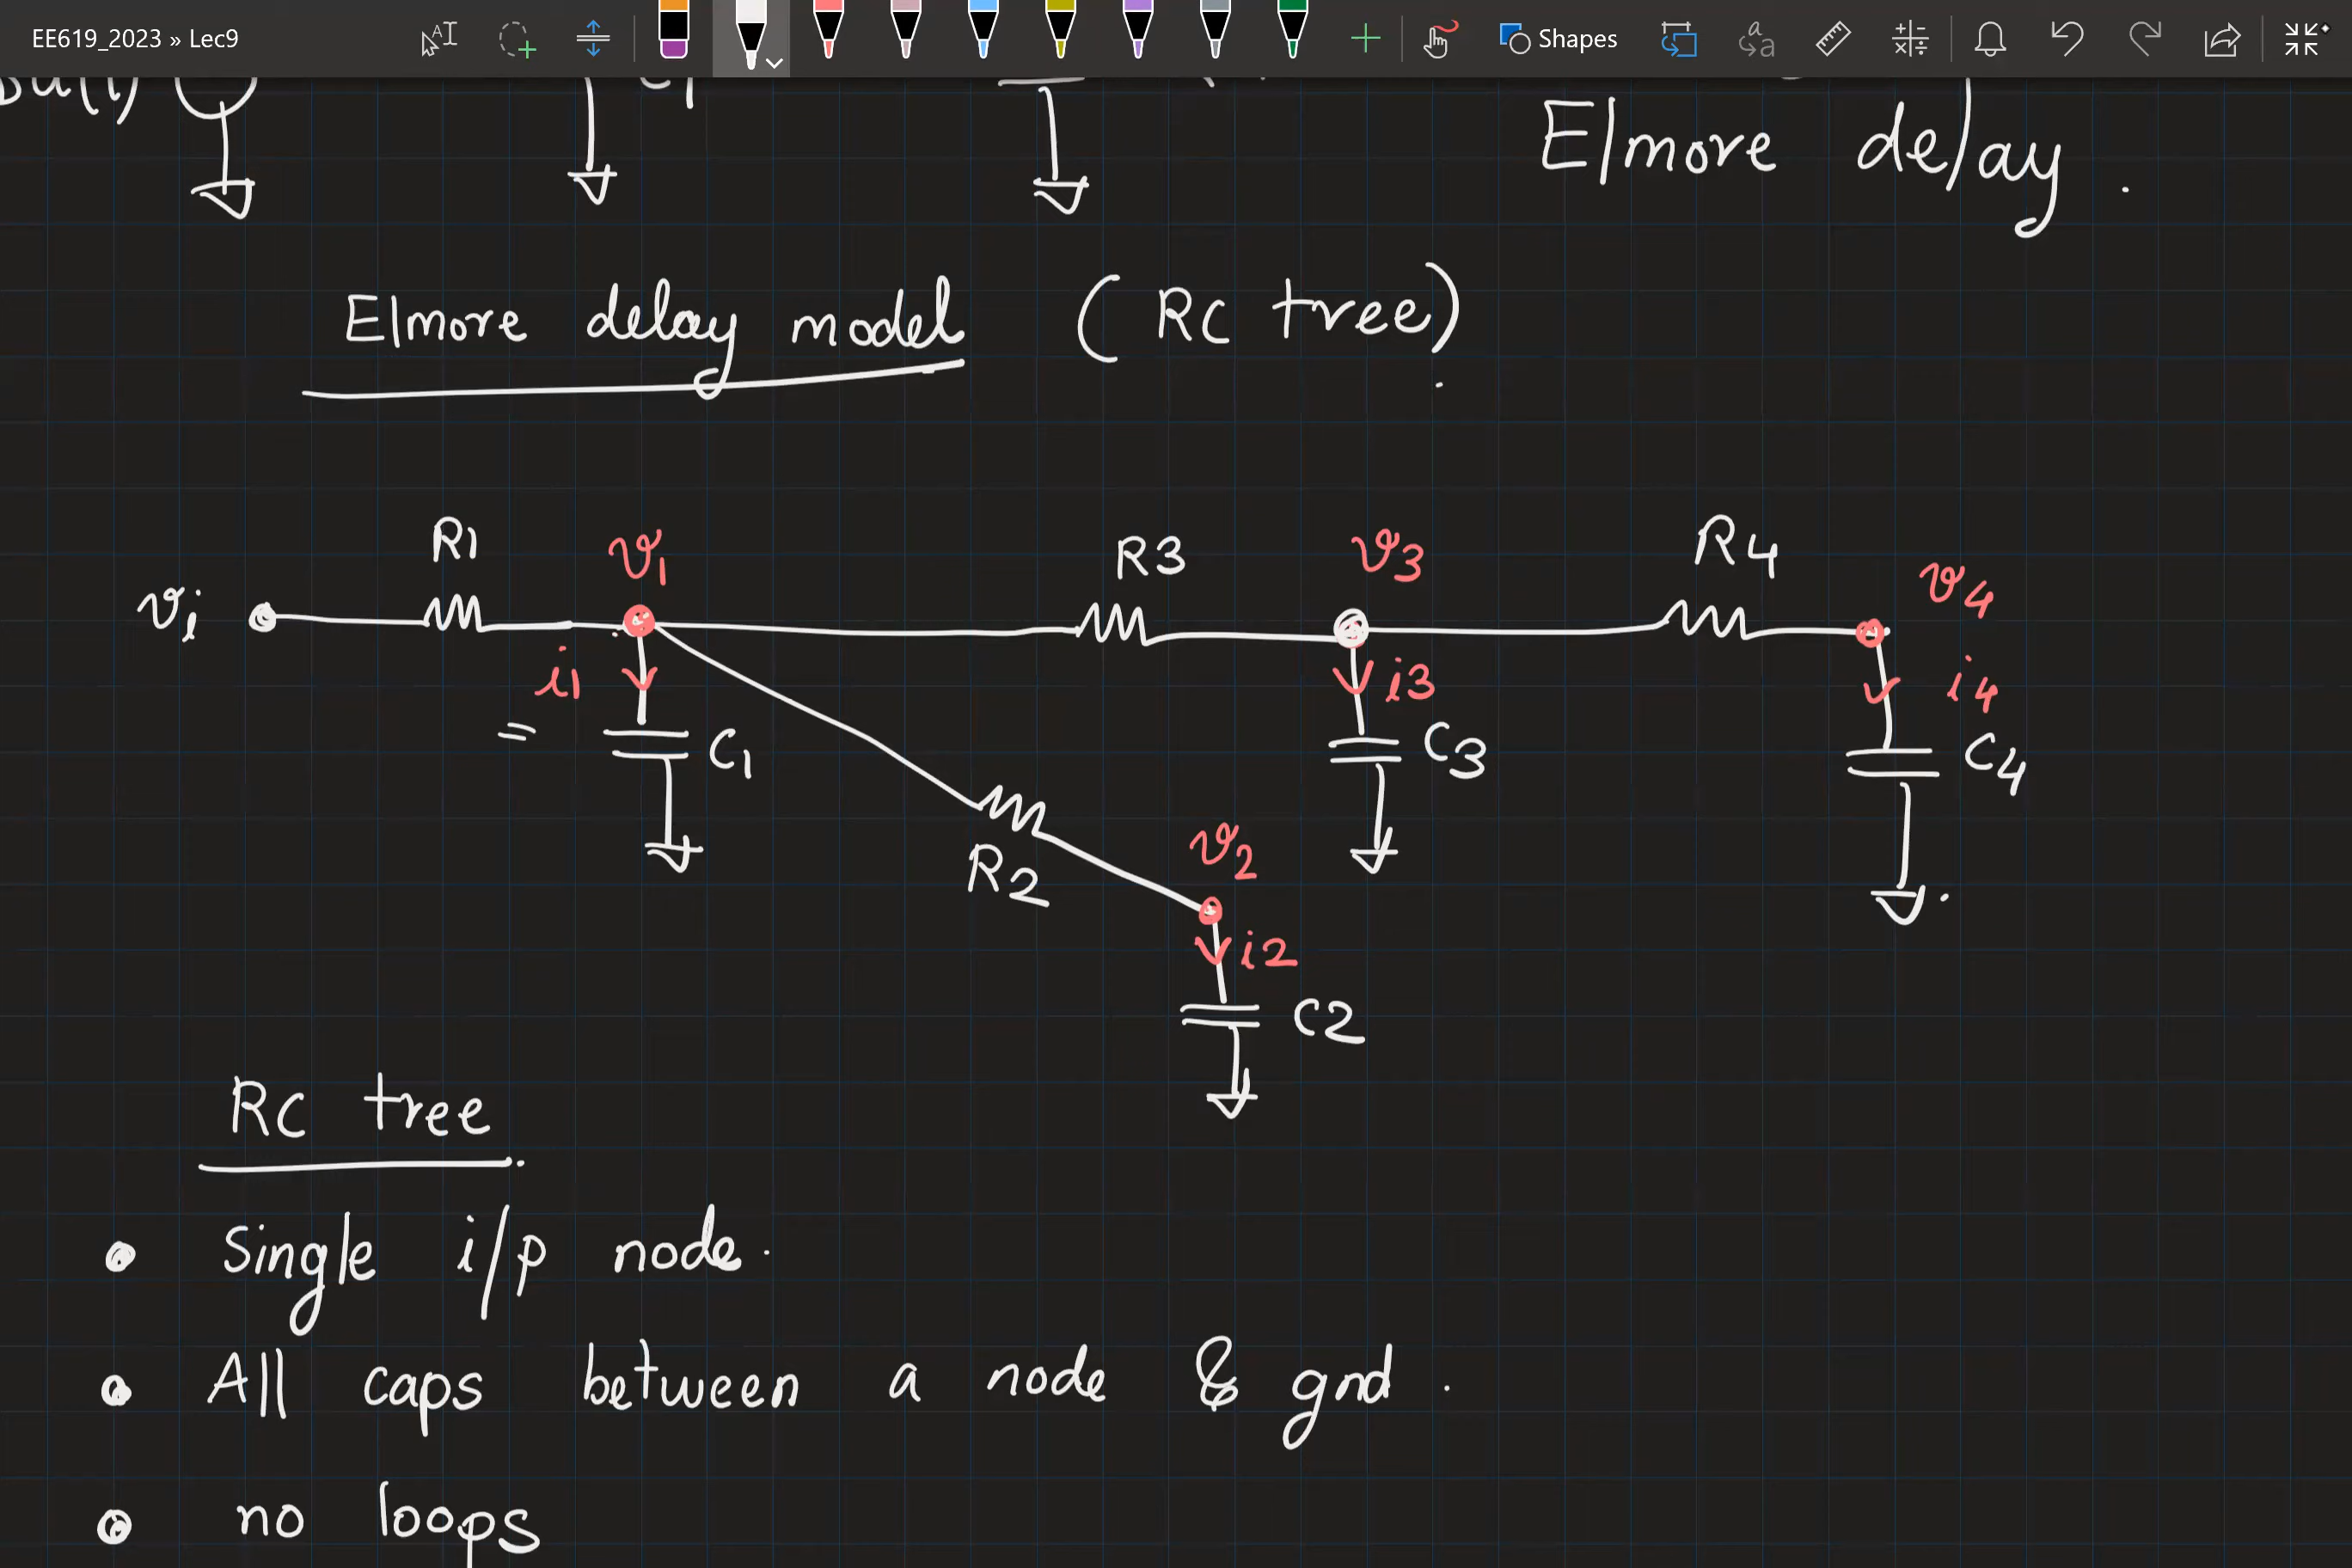 EE619_2023 » Lec9
Shapes
Elmore delay.
Elmore delay model (RC tree)
R1 v1 R3 v3 R4 v4
vi
i1 i3 i4
= C1 C3 C4
R2 v2
i2
C2
RC tree
Single i/p node.
All caps between a node & gnd.
no loops